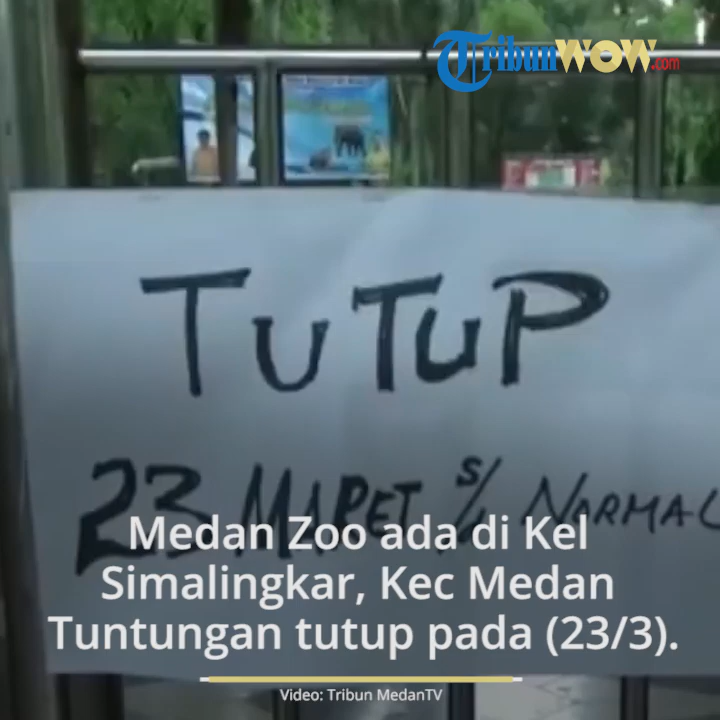 TribunWOW.com
TUTUP
23 MARET s/d NORMAL
Medan Zoo ada di Kel
Simalingkar, Kec Medan
Tuntungan tutup pada (23/3).
Video: Tribun MedanTV